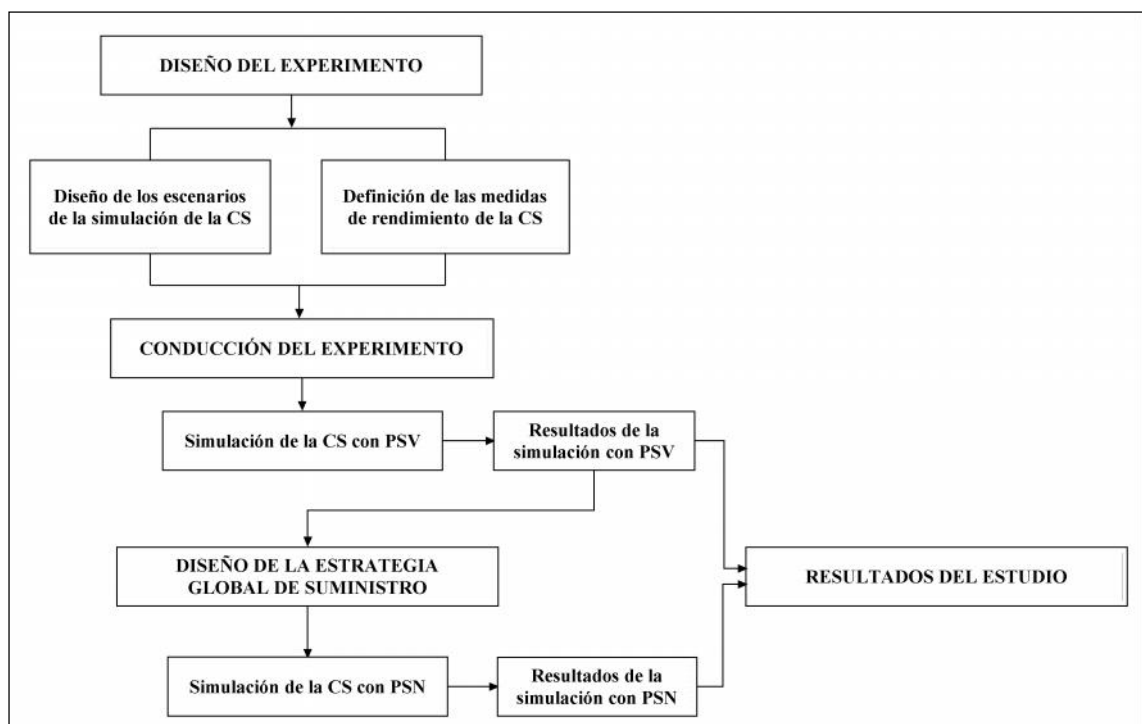 DISEÑO DEL EXPERIMENTO
Diseño de los escenarios
de la simulación de la CS
Definición de las medidas
de rendimiento de la CS
CONDUCCIÓN DEL EXPERIMENTO
Simulación de la CS con PSV
Resultados de la
simulación con PSV
DISEÑO DE LA ESTRATEGIA
GLOBAL DE SUMINISTRO
RESULTADOS DEL ESTUDIO
Simulación de la CS con PSN
Resultados de la
simulación con PSN